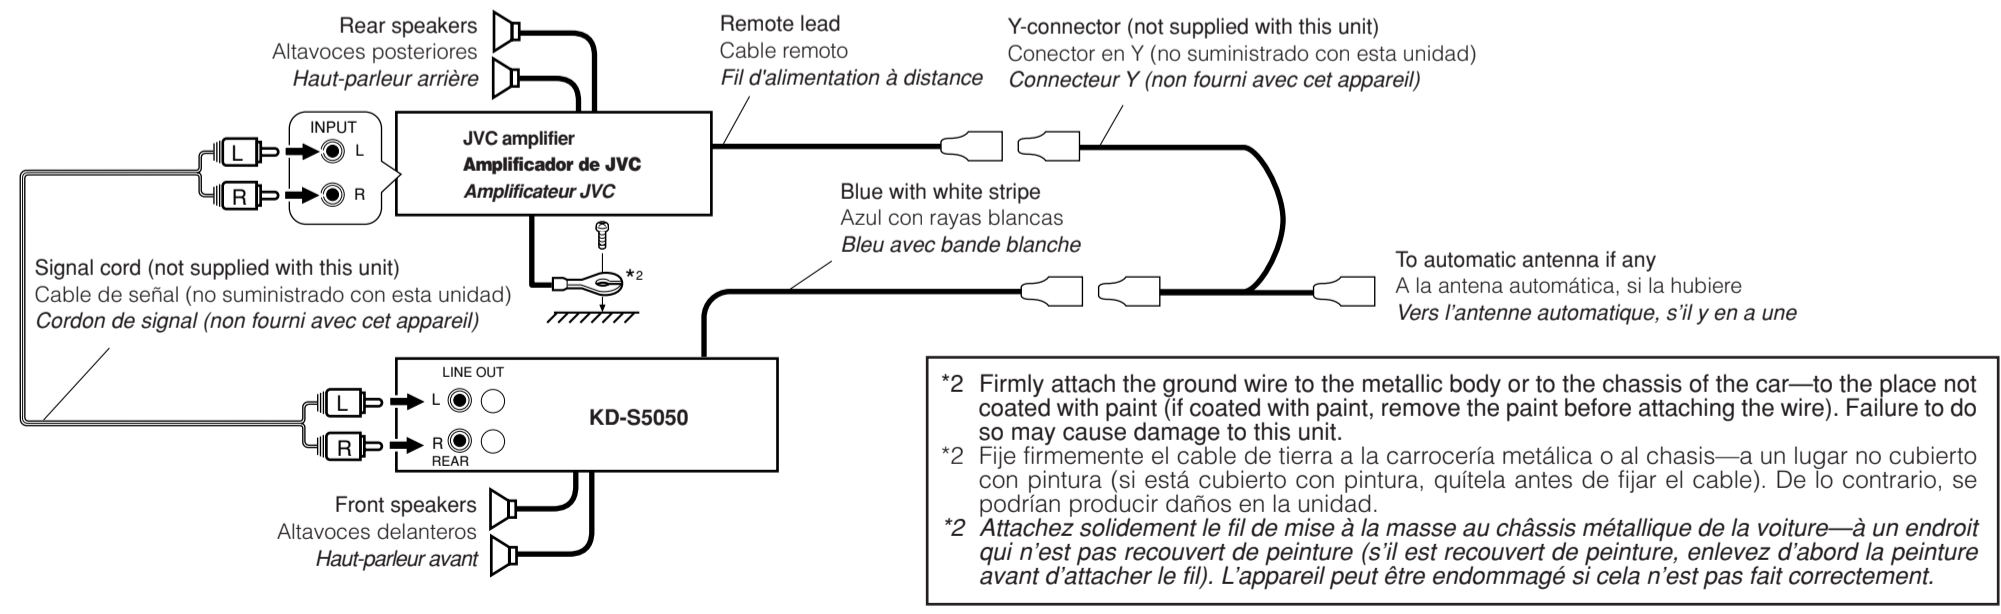 Rear speakers
Altavoces posteriores
Haut-parleur arrière
Remote lead
Cable remoto
Fil d'alimentation à distance
Y-connector (not supplied with this unit)
Conector en Y (no suministrado con esta unidad)
Connecteur Y (non fourni avec cet appareil)
INPUT
L
L
R
R
JVC amplifier
Amplificador de JVC
Amplificateur JVC
Blue with white stripe
Azul con rayas blancas
Bleu avec bande blanche
*2
Signal cord (not supplied with this unit)
Cable de señal (no suministrado con esta unidad)
Cordon de signal (non fourni avec cet appareil)
To automatic antenna if any
A la antena automática, si la hubiere
Vers l'antenne automatique, s'il y en a une
LINE OUT
L
L
R
R
REAR
KD-S5050
Front speakers
Altavoces delanteros
Haut-parleur avant
*2 Firmly attach the ground wire to the metallic body or to the chassis of the car—to the place not
coated with paint (if coated with paint, remove the paint before attaching the wire). Failure to do
so may cause damage to this unit.
*2 Fije firmemente el cable de tierra a la carrocería metálica o al chasis—a un lugar no cubierto
con pintura (si está cubierto con pintura, quítela antes de fijar el cable). De lo contrario, se
podrían producir daños en la unidad.
*2 Attachez solidement le fil de mise à la masse au châssis métallique de la voiture—à un endroit
qui n'est pas recouvert de peinture (s'il est recouvert de peinture, enlevez d'abord la peinture
avant d'attacher le fil). L'appareil peut être endommagé si cela n'est pas fait correctement.